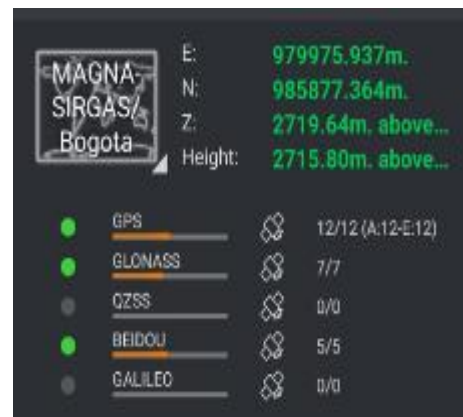 MAGNA-
SIRGAS/
Bogota
E: 979975.937m.
N: 985877.364m.
Z: 2719.64m. above...
Height: 2715.80m. above...
GPS 12/12 (A:12-E:12)
GLONASS 7/7
QZSS 0/0
BEIDOU 5/5
GALILEO 0/0